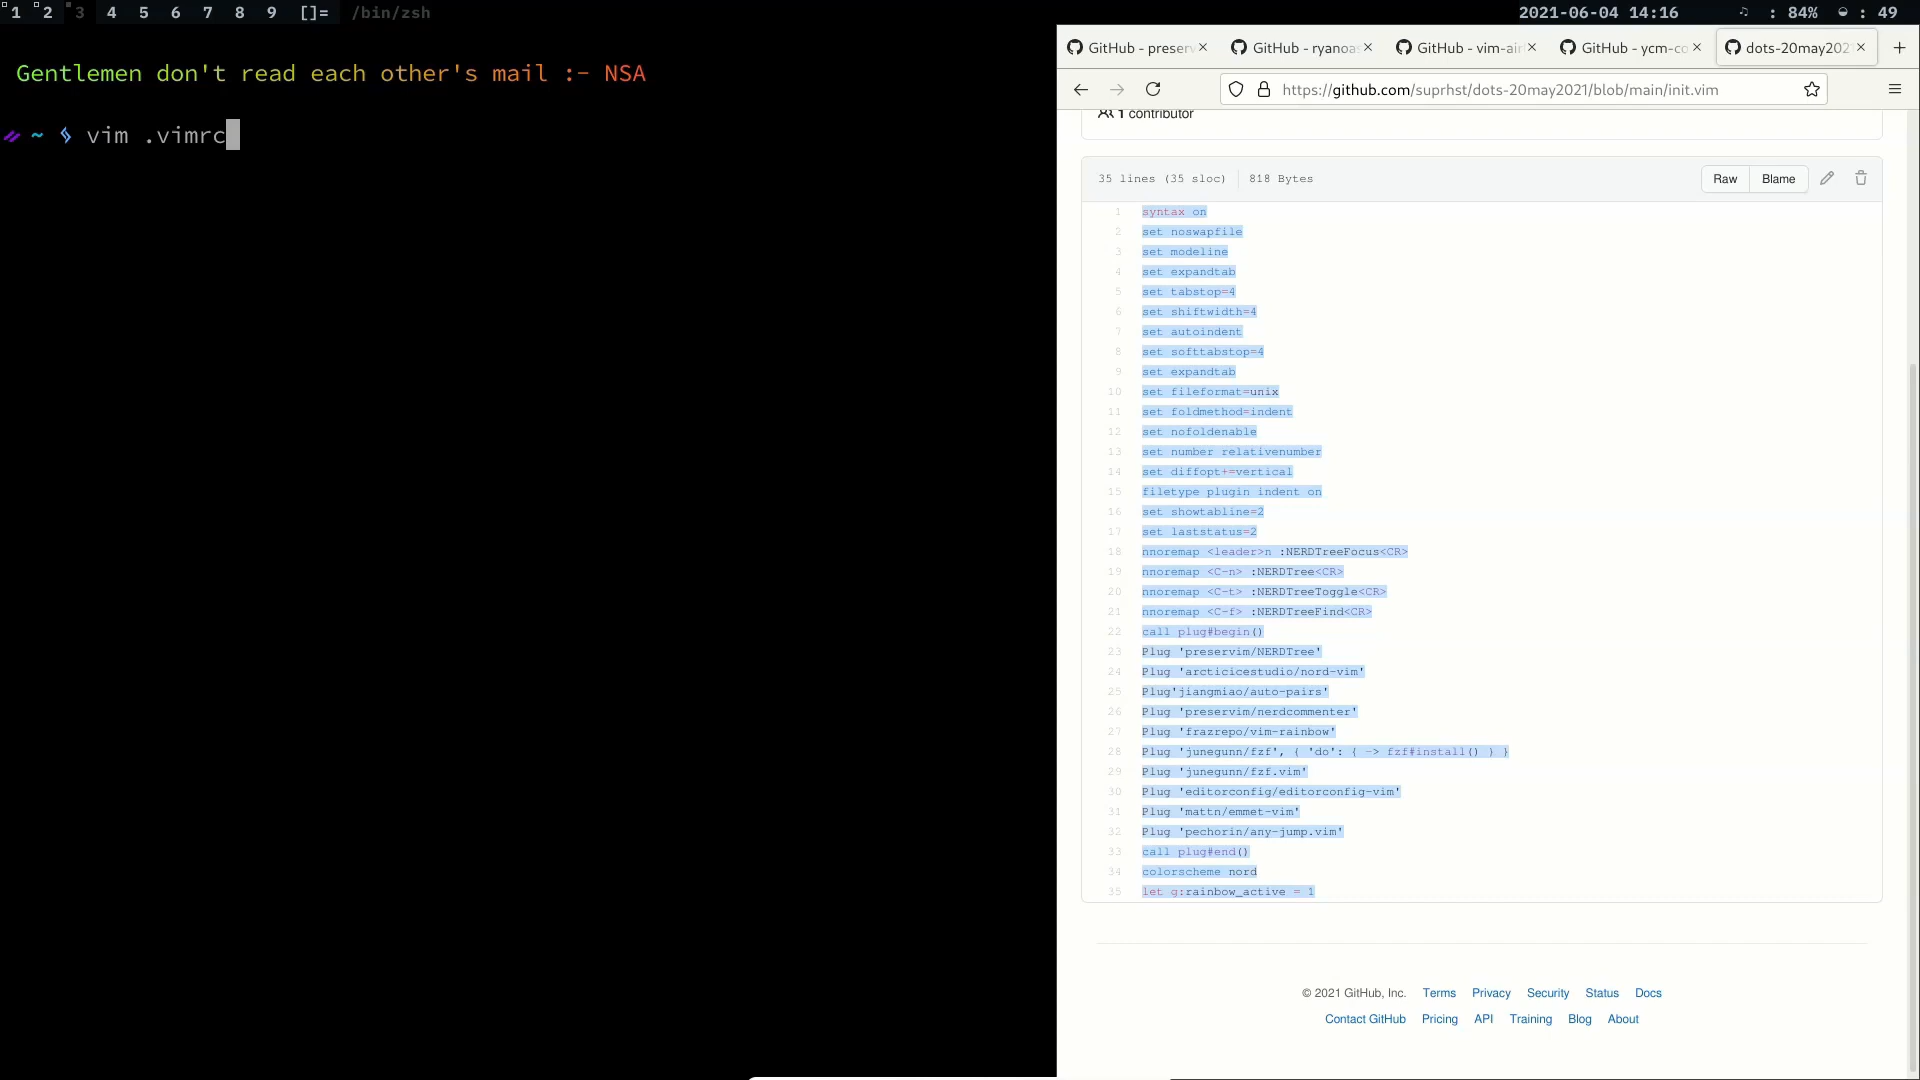 1 2 3 4 5 6 7 8 9 []= /bin/zsh
2021-06-04 14:16 ♫ : 84% : 49
Gentlemen don't read each other's mail :- NSA
~ vim .vimrc
GitHub - preserv × GitHub - ryanoas × GitHub - vim-airl × GitHub - ycm-co × dots-20may2021 × +
https://github.com/suprhst/dots-20may2021/blob/main/init.vim
1 contributor
35 lines (35 sloc) 818 Bytes Raw Blame
1 syntax on
2 set noswapfile
3 set modeline
4 set expandtab
5 set tabstop=4
6 set shiftwidth=4
7 set autoindent
8 set softtabstop=4
9 set expandtab
10 set fileformat=unix
11 set foldmethod=indent
12 set nofoldenable
13 set number relativenumber
14 set diffopt+=vertical
15 filetype plugin indent on
16 set showtabline=2
17 set laststatus=2
18 nnoremap <leader>n :NERDTreeFocus<CR>
19 nnoremap <C-n> :NERDTree<CR>
20 nnoremap <C-t> :NERDTreeToggle<CR>
21 nnoremap <C-f> :NERDTreeFind<CR>
22 call plug#begin()
23 Plug 'preservim/NERDTree'
24 Plug 'arcticicestudio/nord-vim'
25 Plug'jiangmiao/auto-pairs'
26 Plug 'preservim/nerdcommenter'
27 Plug 'frazrepo/vim-rainbow'
28 Plug 'junegunn/fzf', { 'do': { -> fzf#install() } }
29 Plug 'junegunn/fzf.vim'
30 Plug 'editorconfig/editorconfig-vim'
31 Plug 'mattn/emmet-vim'
32 Plug 'pechorin/any-jump.vim'
33 call plug#end()
34 colorscheme nord
35 let g:rainbow_active = 1
© 2021 GitHub, Inc. Terms Privacy Security Status Docs
Contact GitHub Pricing API Training Blog About